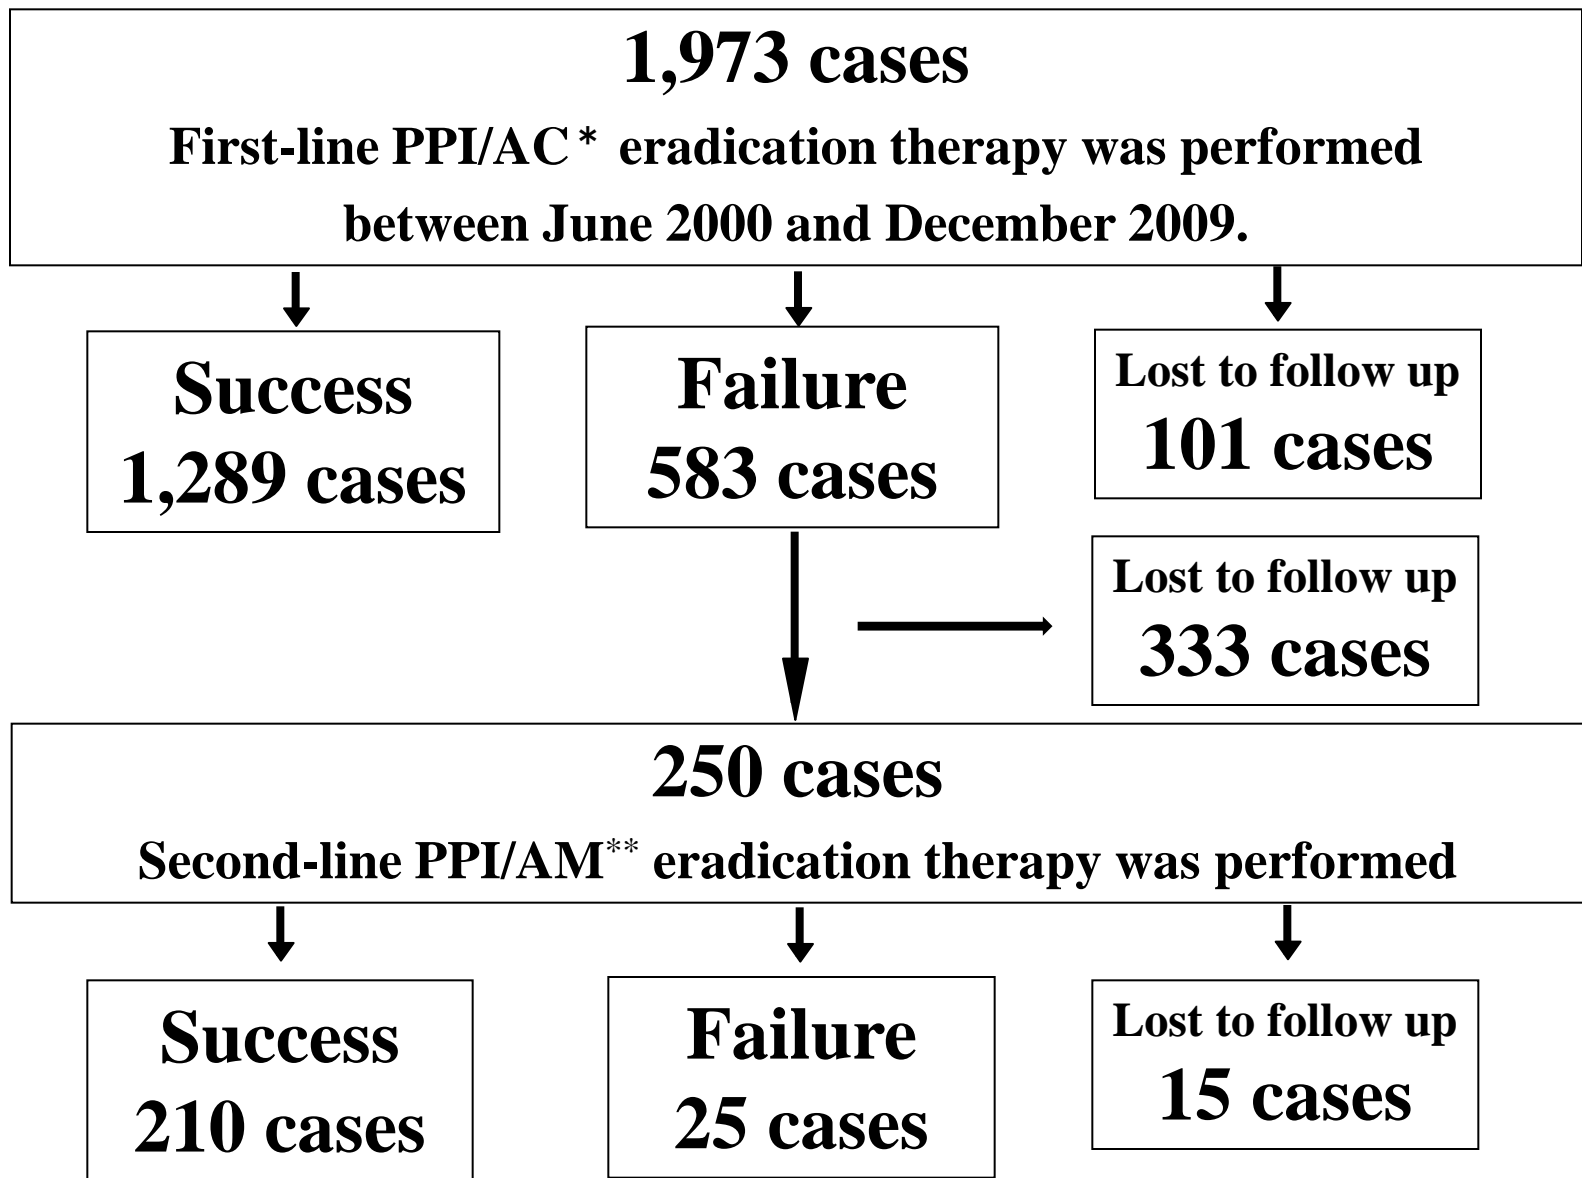 1,973 cases
First-line PPI/AC* eradication therapy was performed
between June 2000 and December 2009.
Success
1,289 cases
Failure
583 cases
Lost to follow up
101 cases
Lost to follow up
333 cases
250 cases
Second-line PPI/AM** eradication therapy was performed
Success
210 cases
Failure
25 cases
Lost to follow up
15 cases